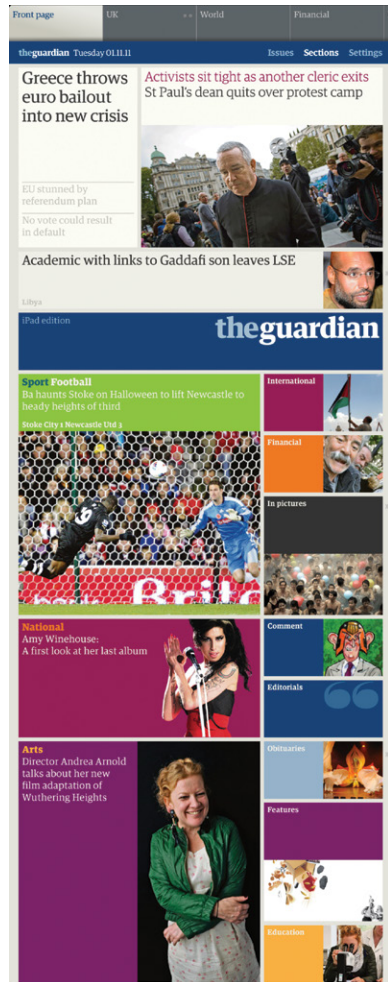 Front page
UK
World
Financial
theguardian Tuesday 01.11.11
Issues Sections Settings
Greece throws
euro bailout
into new crisis
EU stunned by
referendum plan
No vote could result
in default
Activists sit tight as another cleric exits
St Paul's dean quits over protest camp
Academic with links to Gaddafi son leaves LSE
Libya
iPad edition
theguardian
Sport Football
Ba haunts Stoke on Halloween to lift Newcastle to
heady heights of third
Stoke City 1 Newcastle Utd 3
International
Financial
In pictures
National
Amy Winehouse:
A first look at her last album
Comment
Editorials
Arts
Director Andrea Arnold
talks about her new
film adaptation of
Wuthering Heights
Obituaries
Features
Education